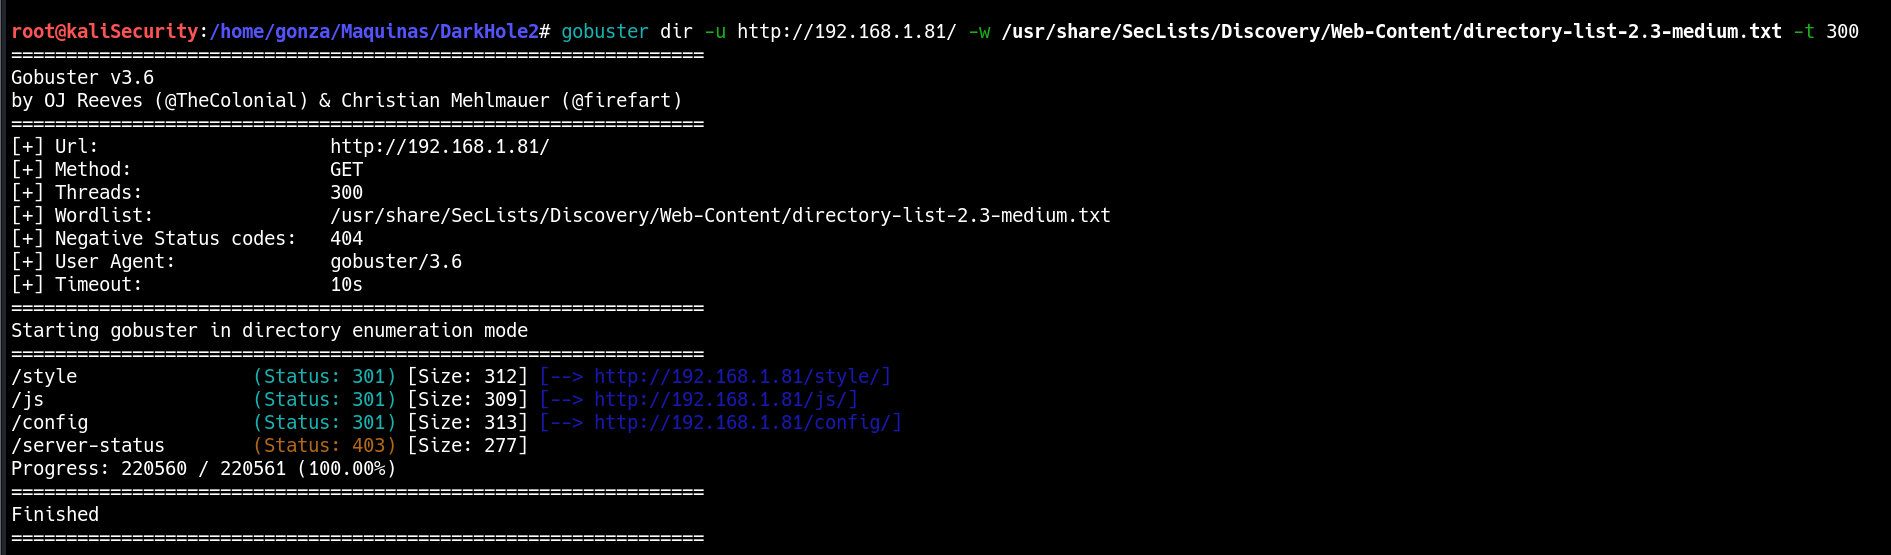 root@kaliSecurity:/home/gonza/Maquinas/DarkHole2# gobuster dir -u http://192.168.1.81/ -w /usr/share/SecLists/Discovery/Web-Content/directory-list-2.3-medium.txt -t 300
===============================================================
Gobuster v3.6
by OJ Reeves (@TheColonial) & Christian Mehlmauer (@firefart)
===============================================================
[+] Url:                     http://192.168.1.81/
[+] Method:                  GET
[+] Threads:                 300
[+] Wordlist:                /usr/share/SecLists/Discovery/Web-Content/directory-list-2.3-medium.txt
[+] Negative Status codes:   404
[+] User Agent:              gobuster/3.6
[+] Timeout:                 10s
===============================================================
Starting gobuster in directory enumeration mode
===============================================================
/style                (Status: 301) [Size: 312] [--> http://192.168.1.81/style/]
/js                   (Status: 301) [Size: 309] [--> http://192.168.1.81/js/]
/config               (Status: 301) [Size: 313] [--> http://192.168.1.81/config/]
/server-status        (Status: 403) [Size: 277]
Progress: 220560 / 220561 (100.00%)
===============================================================
Finished
===============================================================